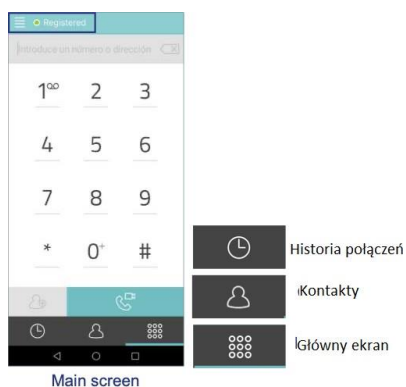 Registered
Introduce un número o dirección
1 2 3
4 5 6
7 8 9
* 0+ #
Historia połączeń
Kontakty
Główny ekran
Main screen